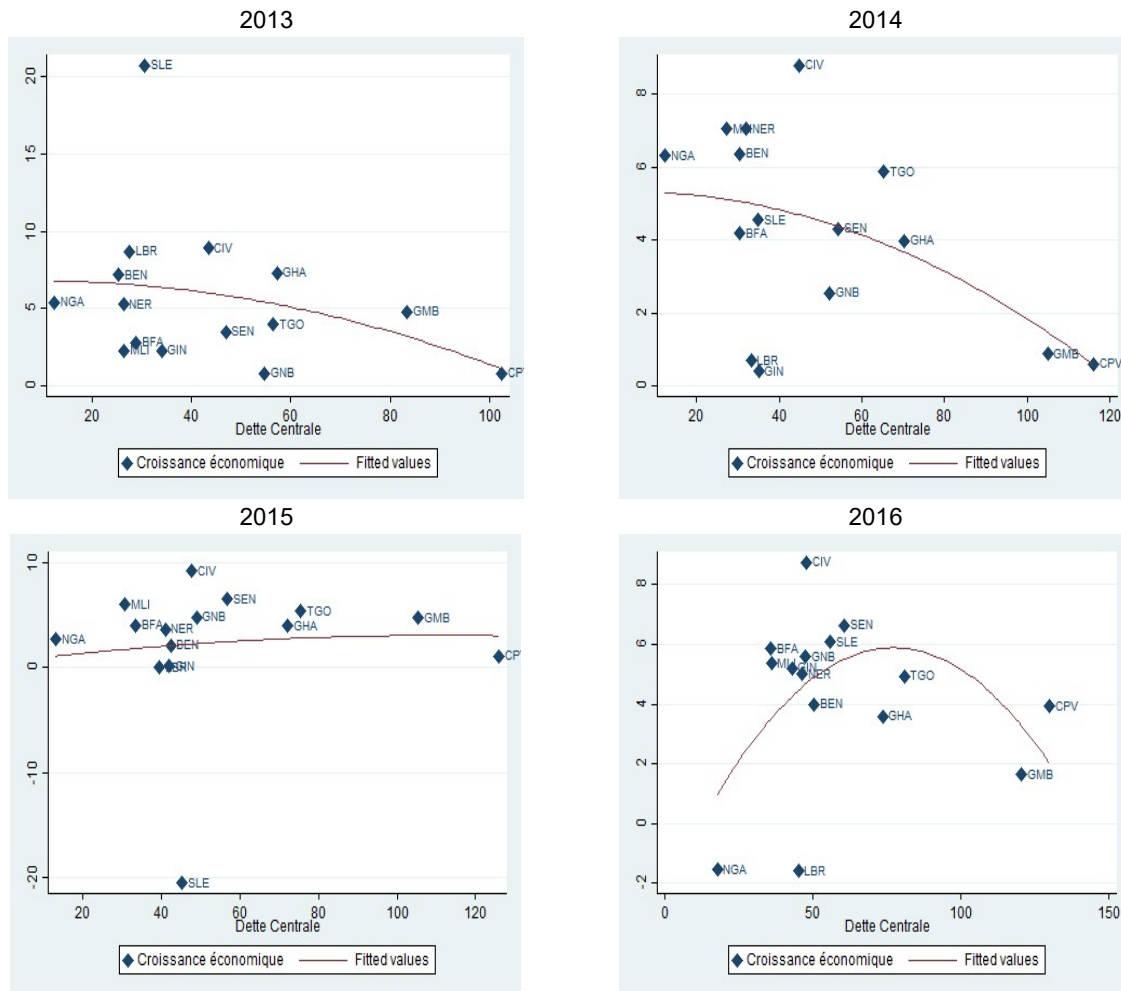 2013
2014
20
15
10
5
0
SLE
LBR
CIV
BEN
GHA
NGA
NER
GMB
BFA
SEN
TGO
MLI
GIN
GNB
CPV
20
40
60
80
100
Dette Centrale
Croissance économique
Fitted values
8
6
4
2
0
CIV
NER
NGA
BEN
TGO
SLE
BFA
SEN
GHA
GNB
LBR
GIN
GMB
CPV
20
40
60
80
100
120
Dette Centrale
Croissance économique
Fitted values
2015
2016
10
0
-10
-20
CIV
MLI
SEN
BFA
NER
GNB
TGO
GHA
GMB
NGA
BEN
GIN
CPV
SLE
20
40
60
80
100
120
Dette Centrale
Croissance économique
Fitted values
8
6
4
2
0
-2
CIV
SEN
SLE
BFA
GNB
MLI
GIN
NER
TGO
BEN
GHA
CPV
GMB
NGA
LBR
0
50
100
150
Dette Centrale
Croissance économique
Fitted values